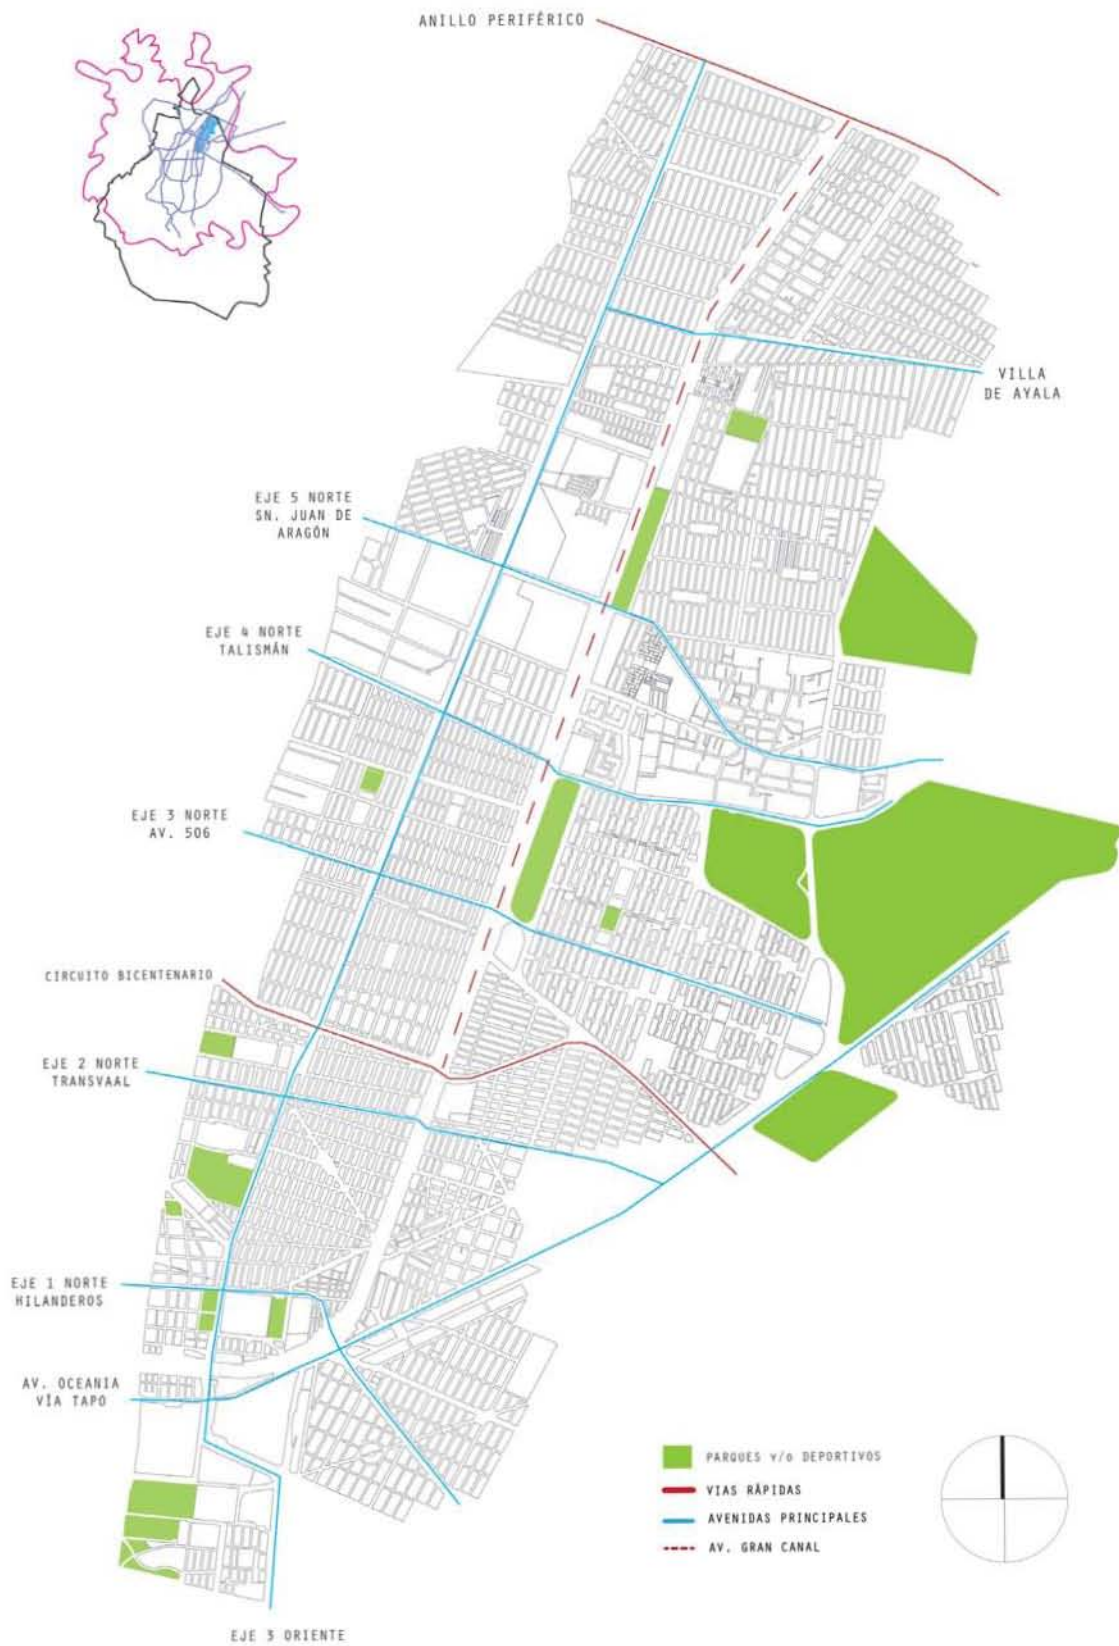 ANILLO PERIFÉRICO
VILLA
DE AYALA
EJE 5 NORTE
SN. JUAN DE
ARAGÓN
EJE 4 NORTE
TALISMÁN
EJE 3 NORTE
AV. 506
CIRCUITO BICENTENARIO
EJE 2 NORTE
TRANSVAAL
EJE 1 NORTE
HILANDEROS
AV. OCEANIA
VÍA TAPO
PARQUES Y/o DEPORTIVOS
VIAS RÁPIDAS
AVENIDAS PRINCIPALES
AV. GRAN CANAL
EJE 3 ORIENTE